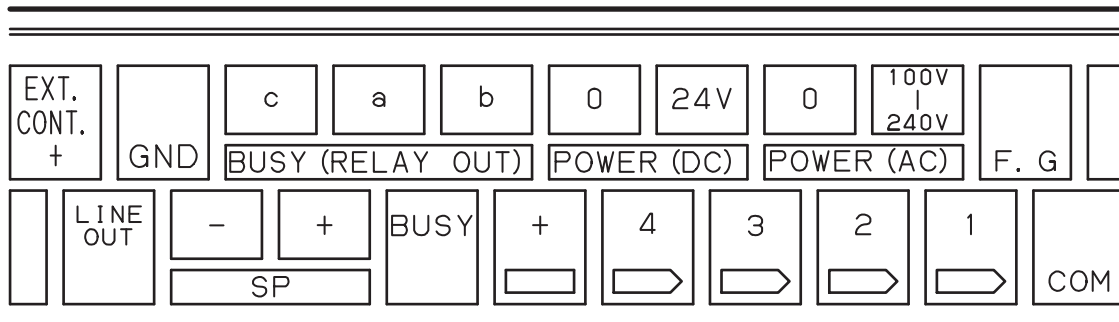 EXT.
CONT.
+
GND
c a b
BUSY (RELAY OUT)
0 24V
POWER (DC)
0 100V
|
240V
POWER (AC)
F. G
LINE
OUT
- +
SP
BUSY
+ 4 3 2 1
COM